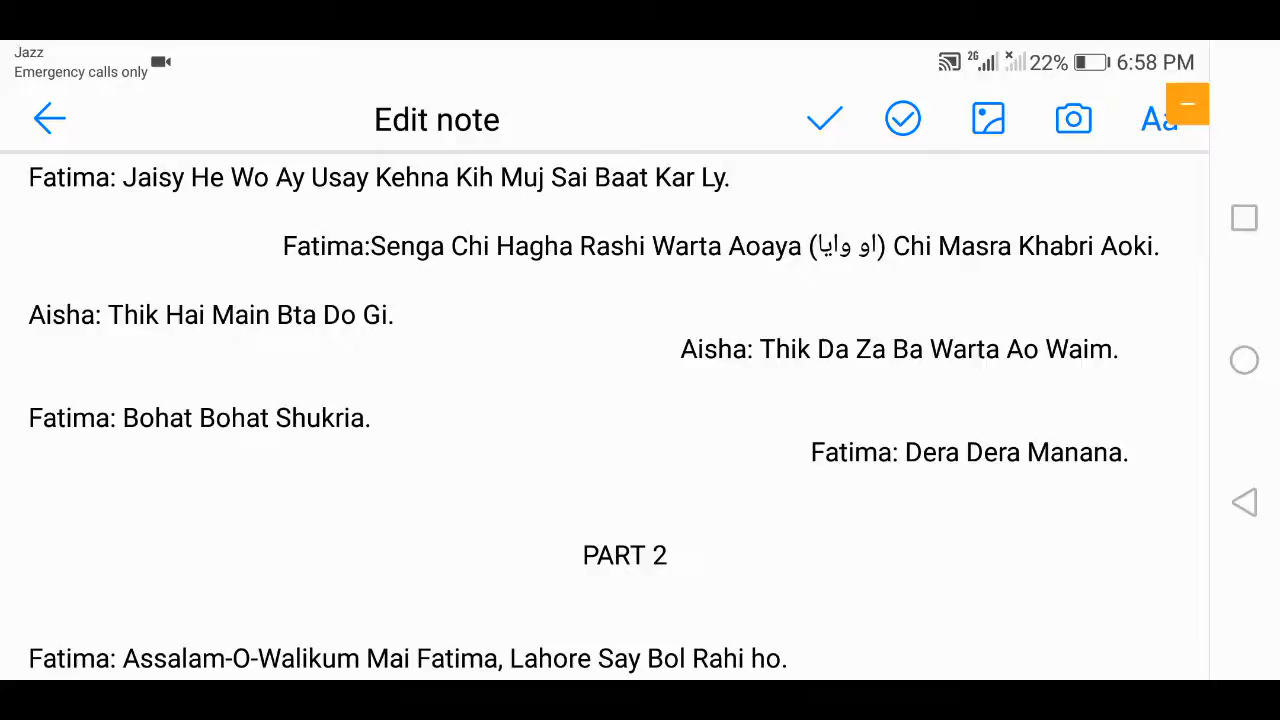 Jazz
Emergency calls only
2G
22%
6:58 PM
Edit note
Aa
Fatima: Jaisy He Wo Ay Usay Kehna Kih Muj Sai Baat Kar Ly.
Fatima:Senga Chi Hagha Rashi Warta Aoaya (او وایا) Chi Masra Khabri Aoki.
Aisha: Thik Hai Main Bta Do Gi.
Aisha: Thik Da Za Ba Warta Ao Waim.
Fatima: Bohat Bohat Shukria.
Fatima: Dera Dera Manana.
PART 2
Fatima: Assalam-O-Walikum Mai Fatima, Lahore Say Bol Rahi ho.